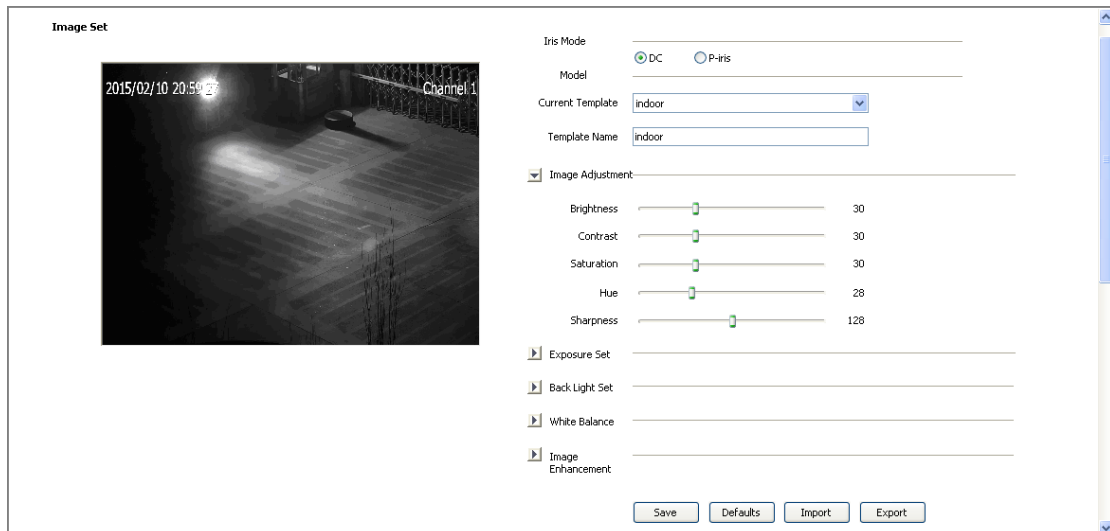 Image Set
2015/02/10 20:59
Channel 1
Iris Mode
DC P-iris
Model
Current Template indoor
Template Name indoor
Image Adjustment
Brightness 30
Contrast 30
Saturation 30
Hue 28
Sharpness 128
Exposure Set
Back Light Set
White Balance
Image
Enhancement
Save Defaults Import Export